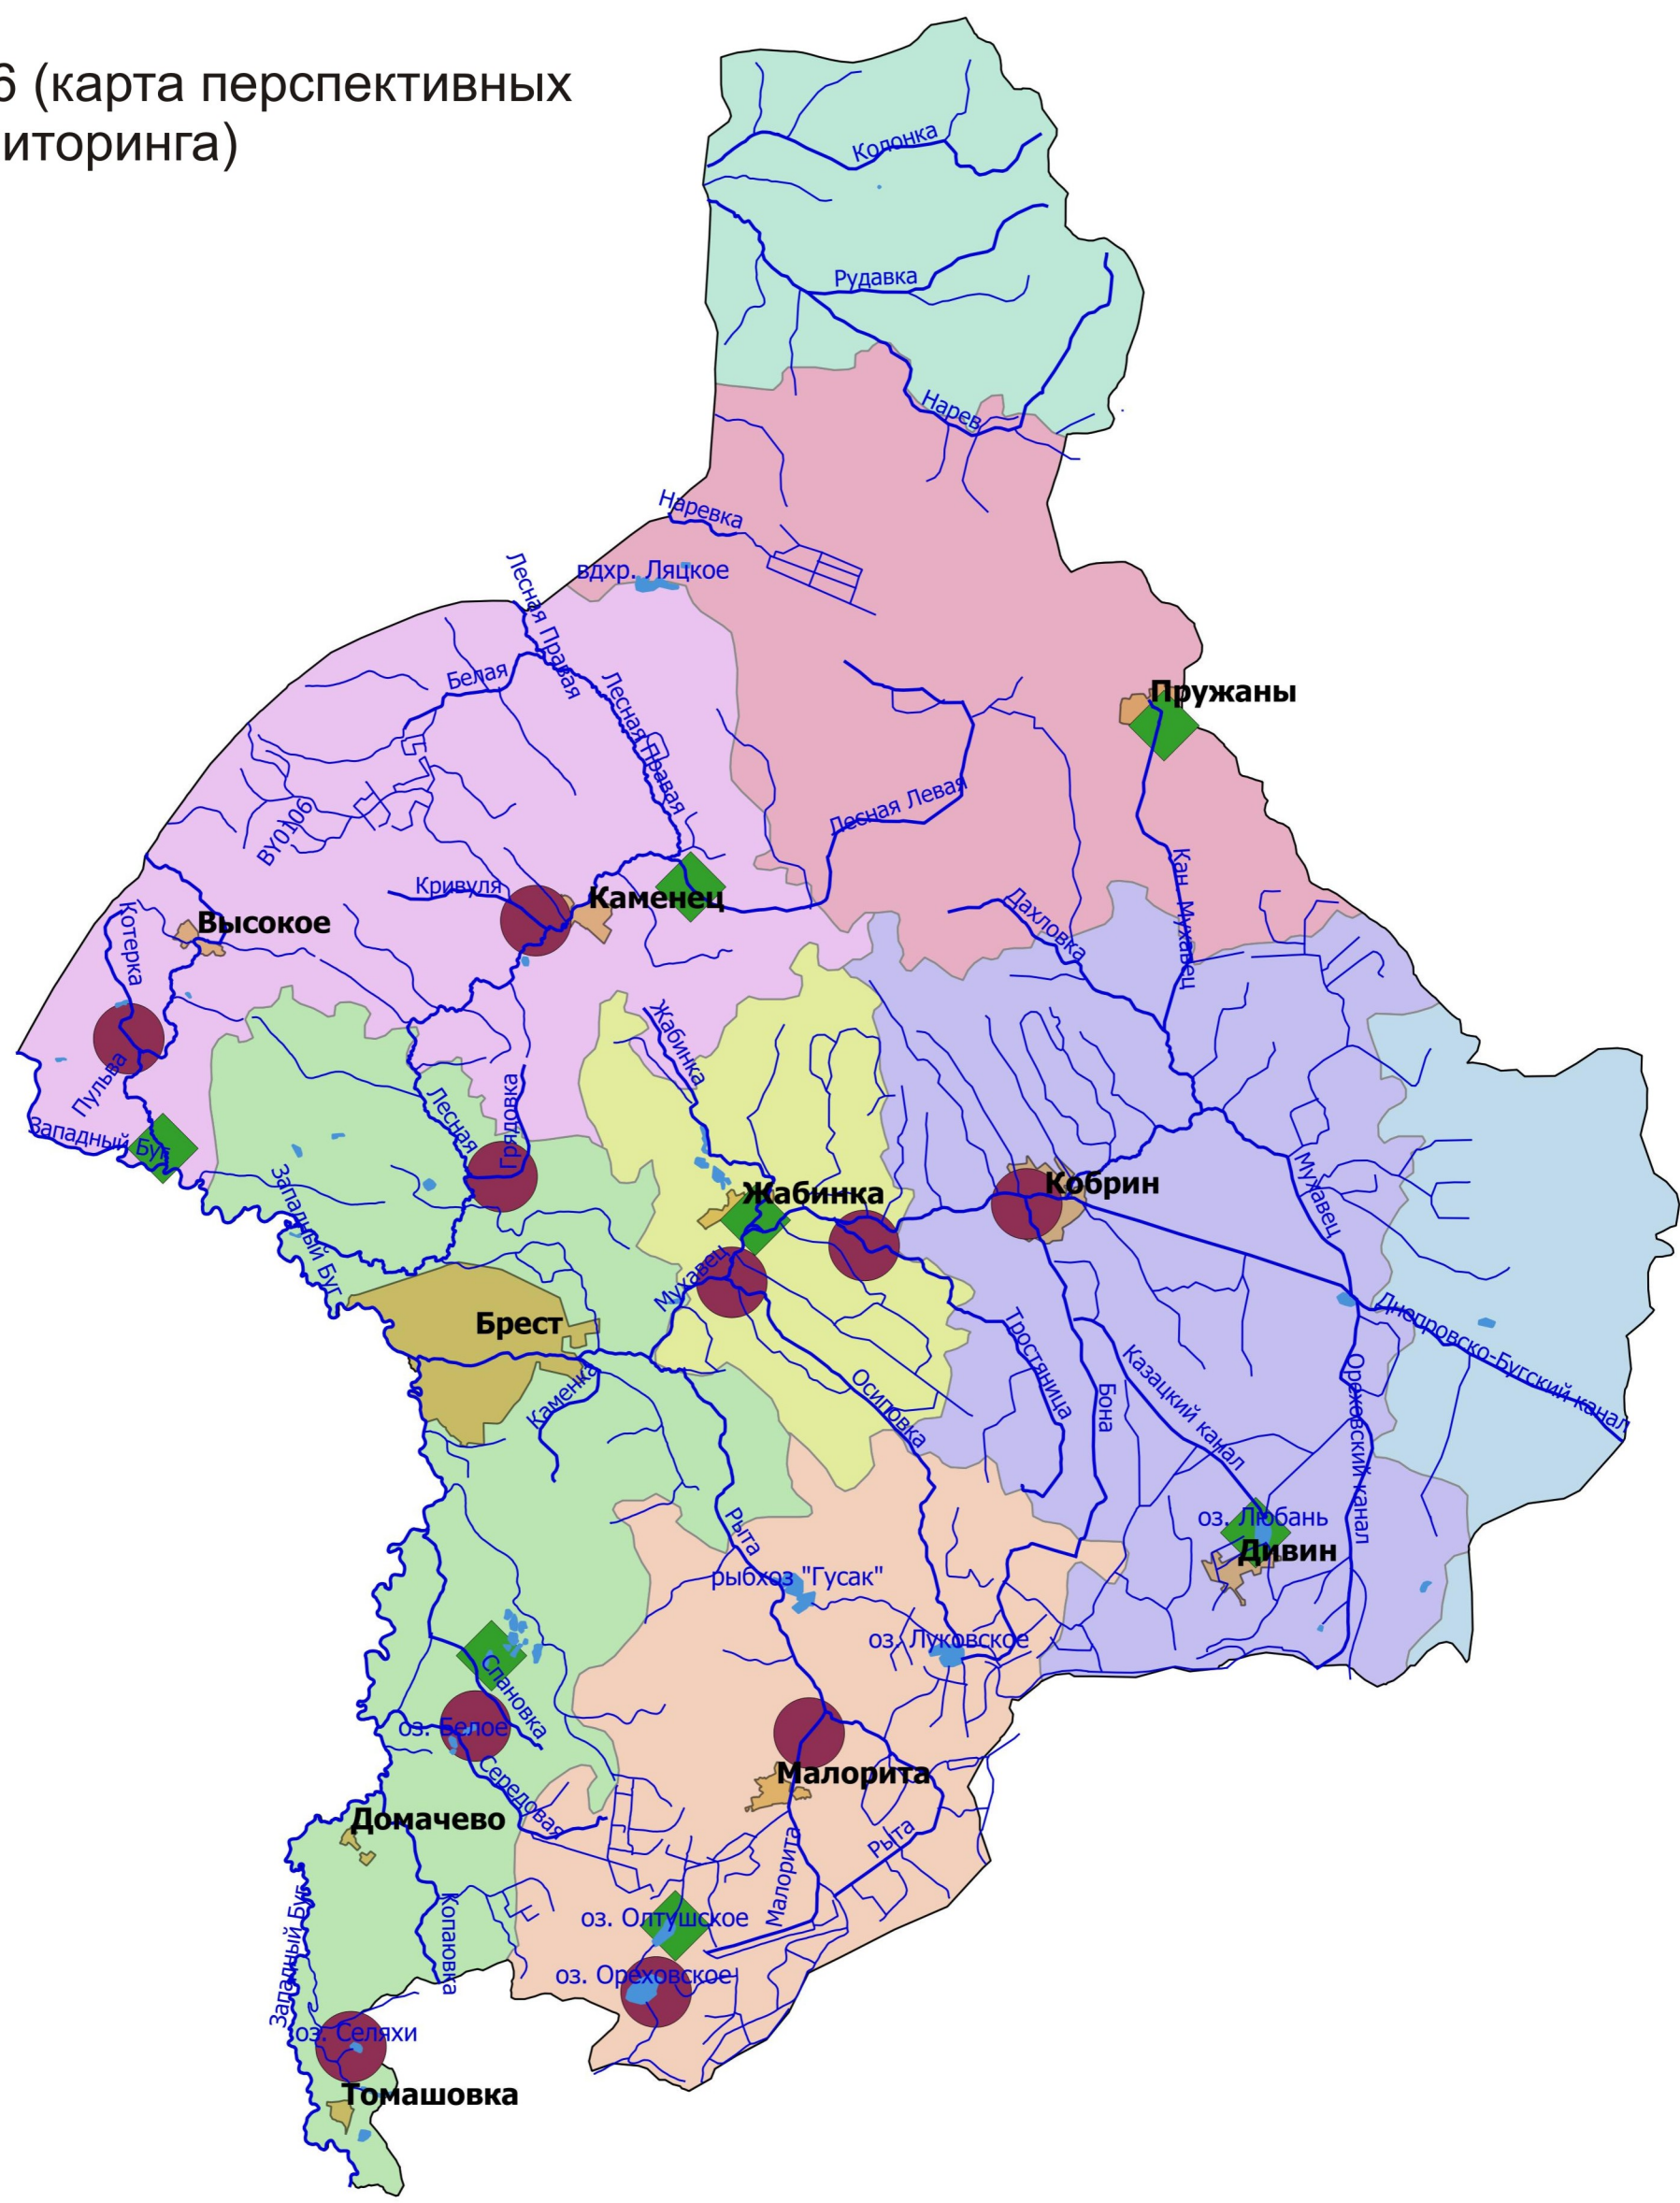 6 (карта перспективных
иторинга)
Колонка
Рудавка
Нарев
Наревка
вдхр. Ляцкое
Лесная Правая
Белая
Лесная Правая
Пружаны
Лесная Левая
BY0106
Кан. Мухавец
Кривуля
Каменец
Дахловка
Котерка
Высокое
Жабинка
Пульва
Лесная
Грядовка
Западный Буг
Западный Буг
Жабинка
Кобрин
Мухавец
Мухавец
Днепровско-Бугский канал
Брест
Тростяница
Казацкий канал
Ореховский канал
Каменка
Осиповка
Бона
Рыта
оз. Любань
Дивин
рыбхоз "Гусак"
оз. Луковское
Спановка
оз. Белое
Середовая
Малорита
Домачево
Рыта
Малорита
Копаювка
Западный Буг
оз. Олтушское
оз. Ореховское
оз. Селяхи
Томашовка